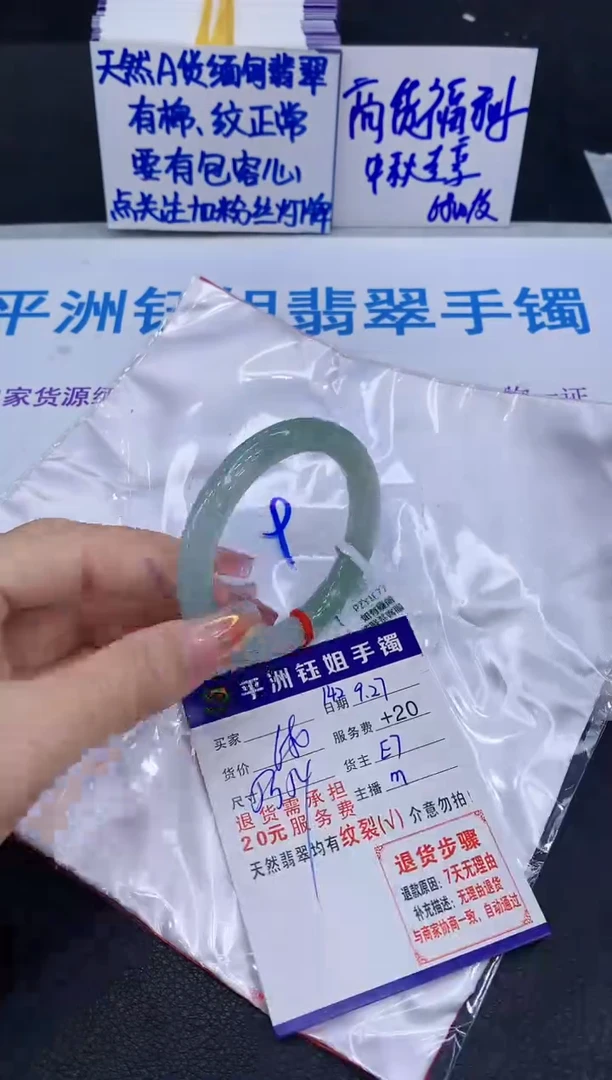 天然A货缅甸翡翠
有棉、纹正常
要有包容心
点关注加粉丝灯牌
高货福利
平洲钰姐翡翠手镯
家货源
一证
平洲钰姐手镯
日期 9.27
买家
服务费 +20
货价
货主 E7
尺寸
主播 m
退货需承担
20元服务费
天然翡翠均有纹裂(√) 介意勿拍!
退货步骤
退款原因:7天无理由
补充描述:无理由退货
与商家协商一致,自动通过